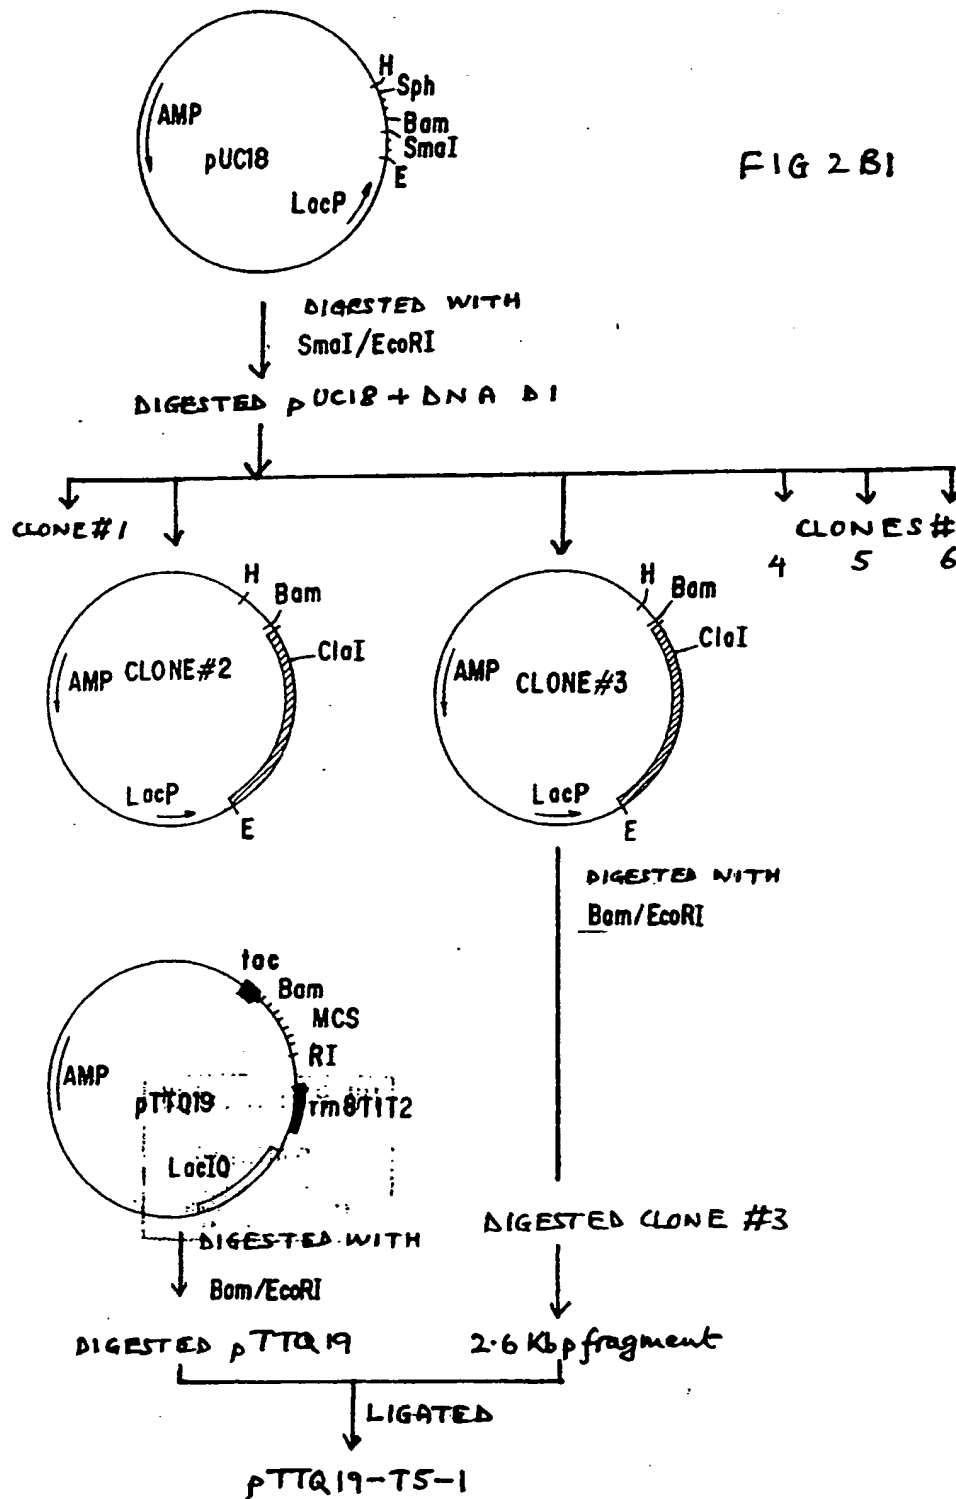 H
Sph
AMP
Bam
SmaI
pUC18
E
LacP
FIG 2B1
DIGESTED WITH
SmaI/EcoRI
DIGESTED pUC18 + DNA D1
CLONE #1
CLONES #
4 5 6
H
Bam
ClaI
AMP
CLONE#2
LacP
E
H
Bam
ClaI
AMP
CLONE#3
LacP
E
DIGESTED WITH
Bam/EcoRI
tac
Bam
MCS
RI
AMP
pTTQ19
rrnBT1T2
LacIQ
DIGESTED WITH
Bam/EcoRI
DIGESTED CLONE #3
DIGESTED pTTQ19
2.6 Kbp fragment
LIGATED
pTTQ19-T5-1